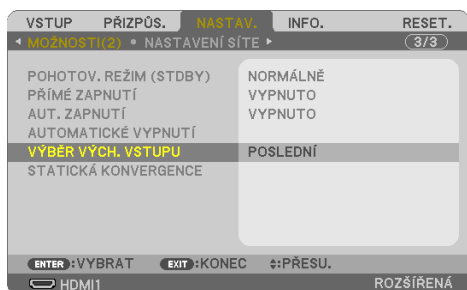 VSTUP PŘIZPŮS. NASTAV. INFO. RESET.
MOŽNOSTI(2) • NASTAVENÍ SÍTE 3/3
POHOTOV. REŽIM (STDBY) NORMÁLNĚ
PŘÍMÉ ZAPNUTÍ VYPNUTO
AUT. ZAPNUTÍ VYPNUTO
AUTOMATICKÉ VYPNUTÍ
VÝBĚR VÝCH. VSTUPU POSLEDNÍ
STATICKÁ KONVERGENCE
ENTER :VYBRAT EXIT :KONEC :PŘESU.
HDMI1 ROZŠÍŘENÁ